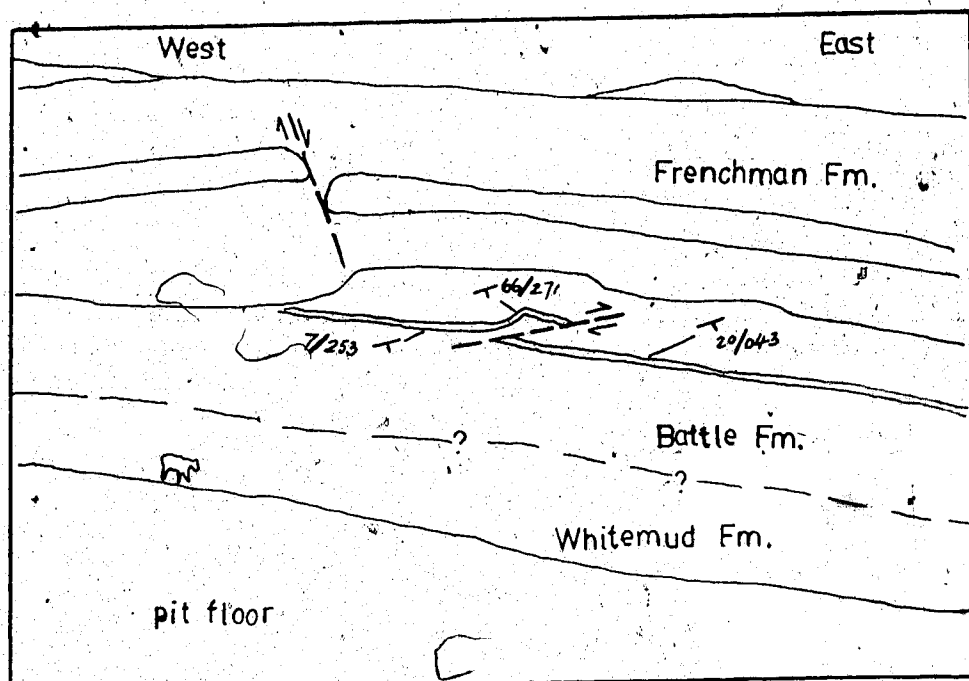 West
East
Frenchman Fm.
66/271
7/253
20/043
Battle Fm.
?
?
Whitemud Fm.
pit floor